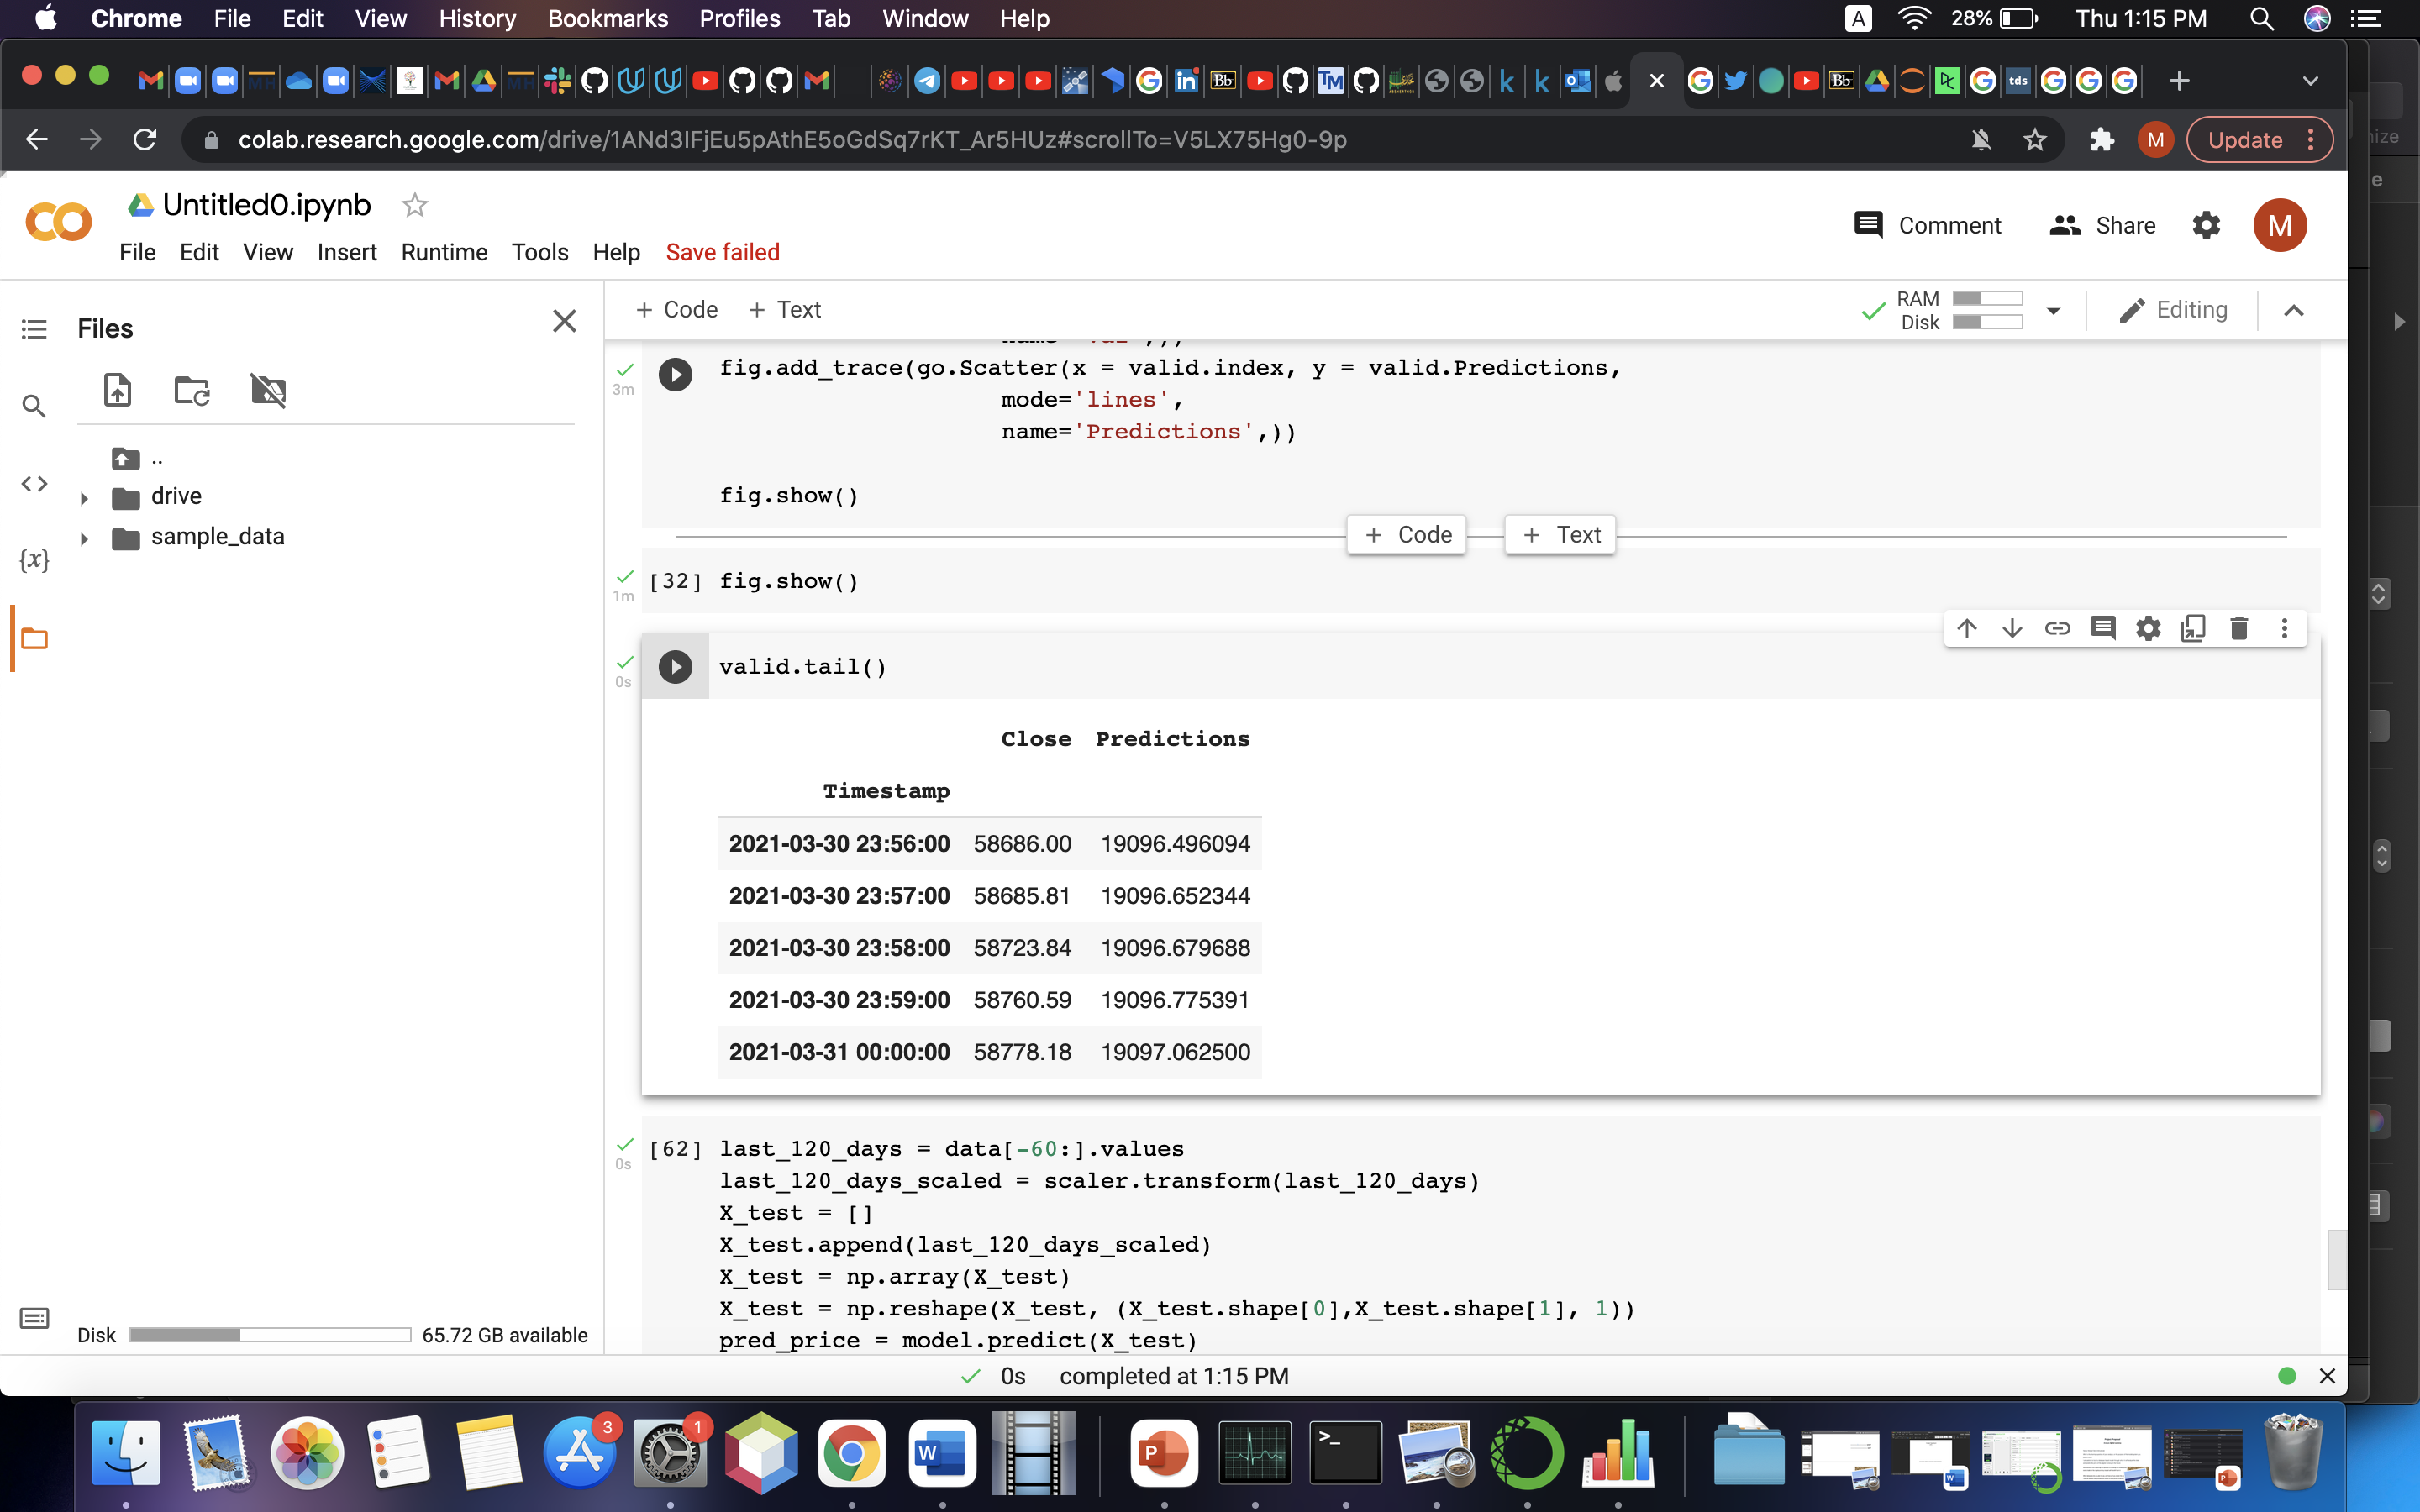 Chrome File Edit View History Bookmarks Profiles Tab Window Help A 28% Thu 1:15 PM
colab.research.google.com/drive/1ANd3IFjEu5pAthE5oGdSq7rKT_Ar5HUz#scrollTo=V5LX75Hg0-9p M Update
Untitled0.ipynb
Comment Share M
File Edit View Insert Runtime Tools Help Save failed
Files
+ Code + Text
RAM
Disk
Editing
..
drive
sample_data
{x}
Disk 65.72 GB available
3m
fig.add_trace(go.Scatter(x = valid.index, y = valid.Predictions,
mode='lines',
name='Predictions',))
fig.show()
+ Code + Text
[32] fig.show()
1m
valid.tail()
0s
Close Predictions
Timestamp
2021-03-30 23:56:00 58686.00 19096.496094
2021-03-30 23:57:00 58685.81 19096.652344
2021-03-30 23:58:00 58723.84 19096.679688
2021-03-30 23:59:00 58760.59 19096.775391
2021-03-31 00:00:00 58778.18 19097.062500
[62] last_120_days = data[-60:].values
0s
last_120_days_scaled = scaler.transform(last_120_days)
X_test = []
X_test.append(last_120_days_scaled)
X_test = np.array(X_test)
X_test = np.reshape(X_test, (X_test.shape[0],X_test.shape[1], 1))
pred_price = model.predict(X_test)
0s completed at 1:15 PM
3
1
W
P
>_